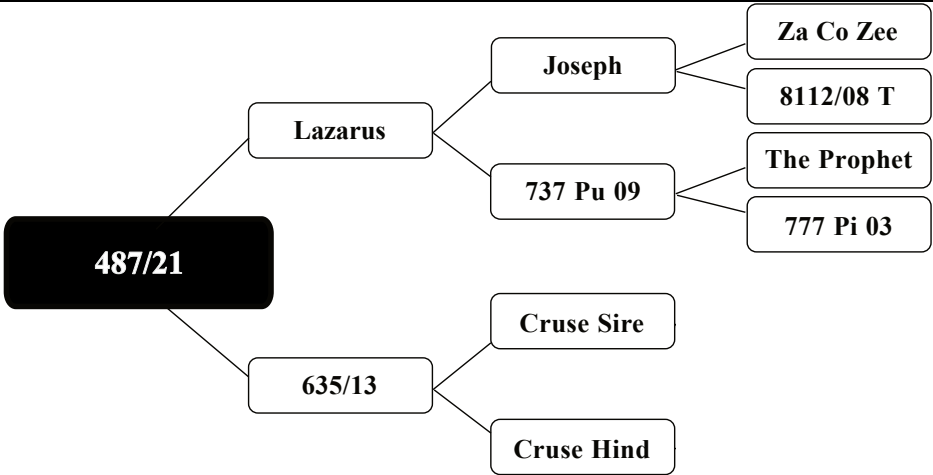 Za Co Zee
Joseph
8112/08 T
Lazarus
The Prophet
737 Pu 09
777 Pi 03
487/21
Cruse Sire
635/13
Cruse Hind